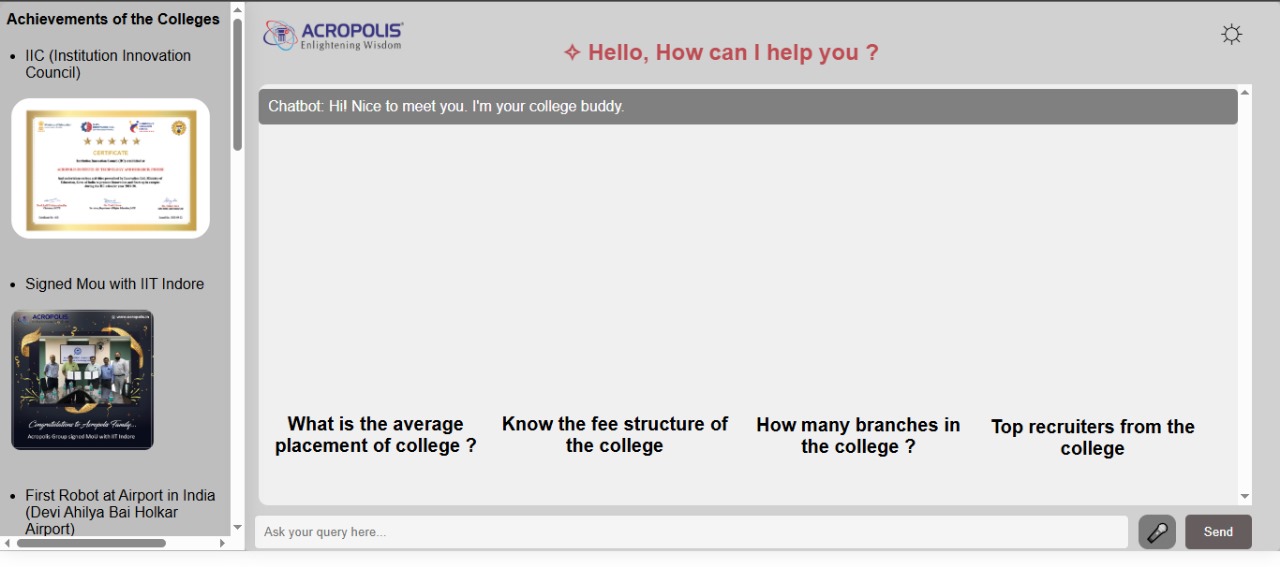 Achievements of the Colleges
• IIC (Institution Innovation
Council)
CERTIFICATE
• Signed Mou with IIT Indore
ACROPOLIS
Congratulations to Acropolis Family...
Acropolis Group signed MoU with IIT Indore
• First Robot at Airport in India
(Devi Ahilya Bai Holkar
Airport)
ACROPOLIS
Enlightening Wisdom
✧ Hello, How can I help you ?
Chatbot: Hi! Nice to meet you. I'm your college buddy.
What is the average
placement of college ?
Know the fee structure of
the college
How many branches in
the college ?
Top recruiters from the
college
Ask your query here...
Send